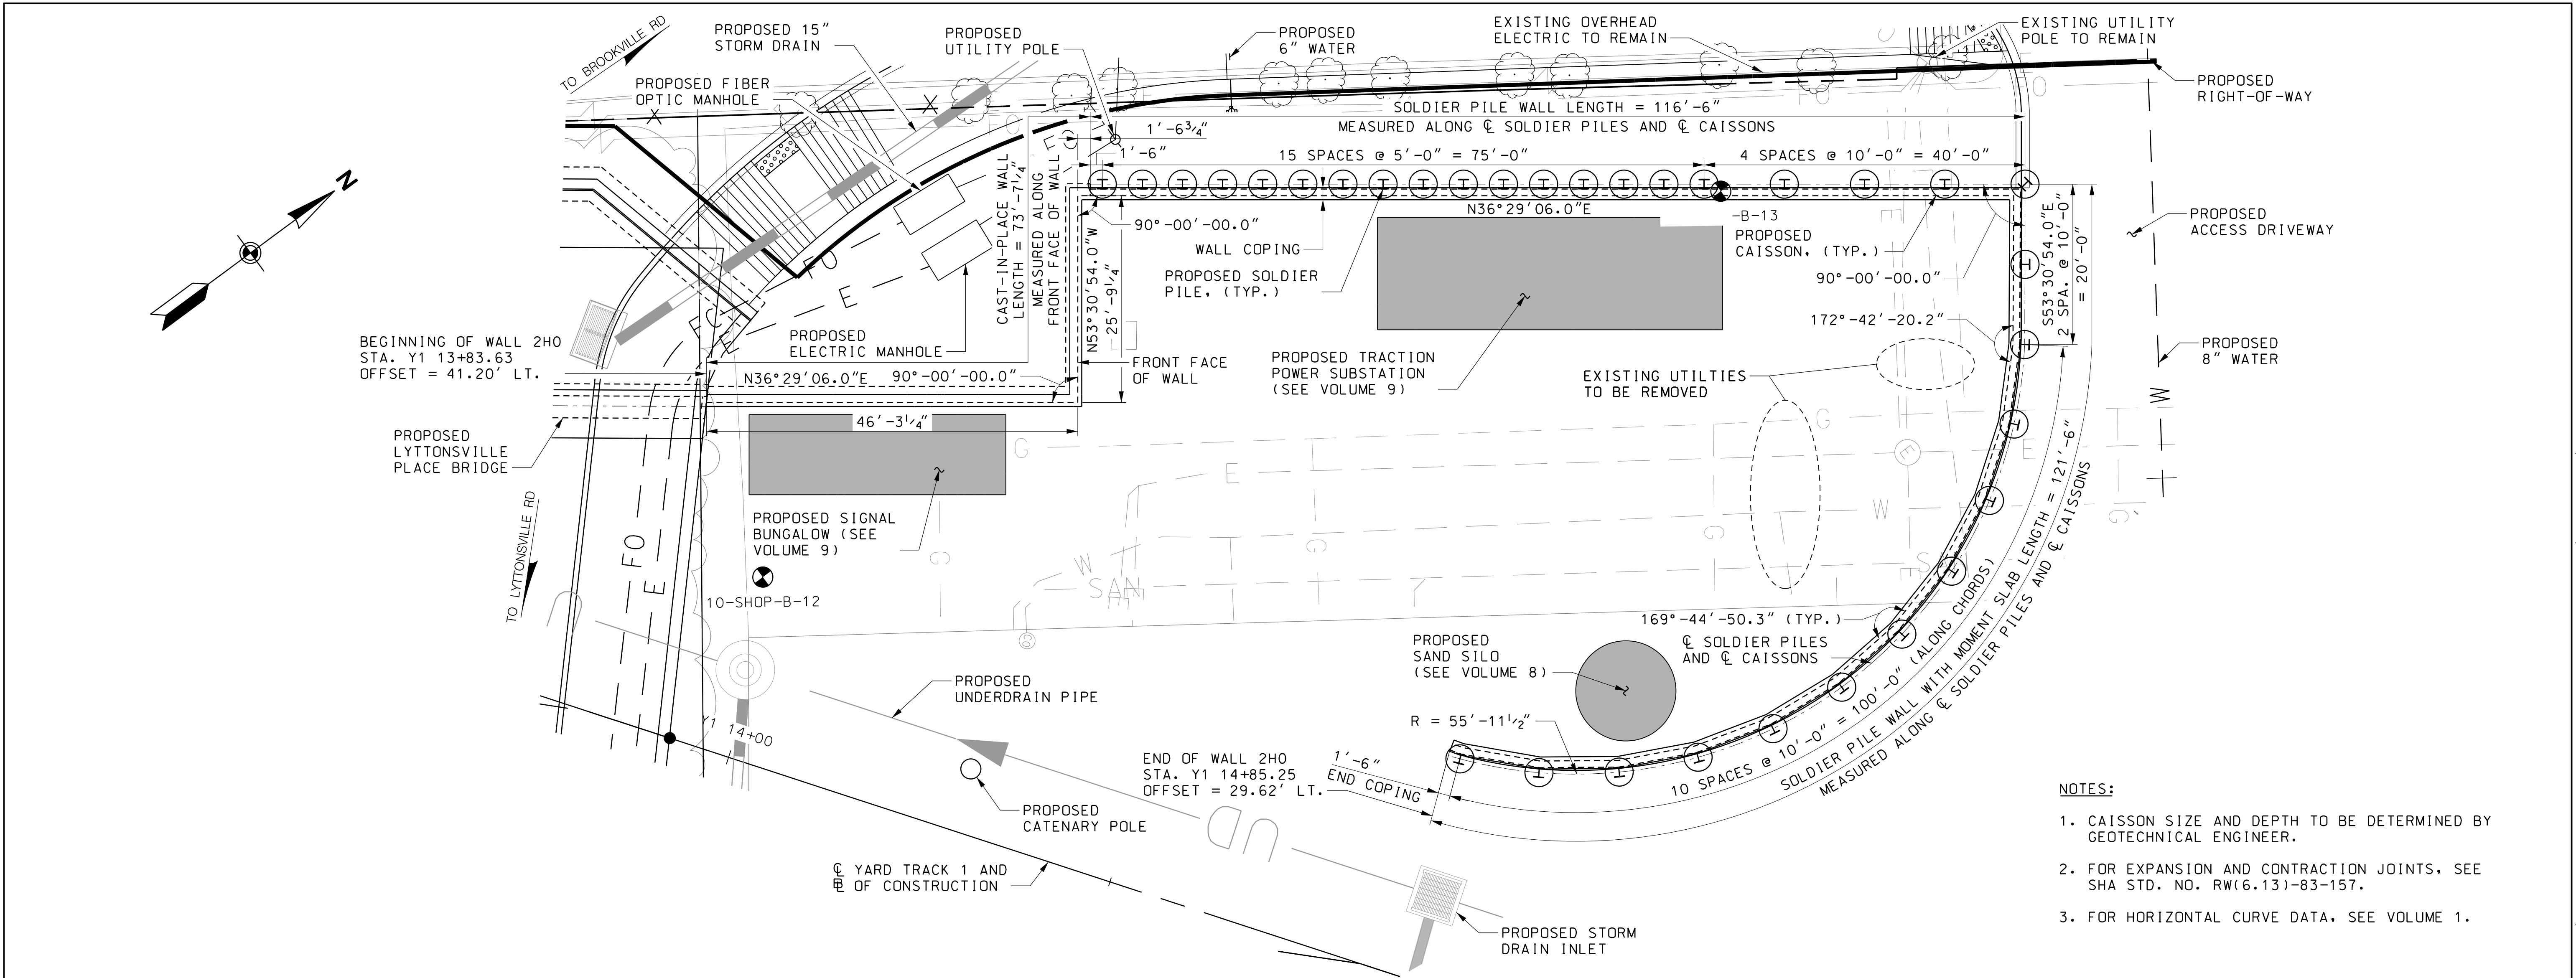 TO BROOKVILLE RD
PROPOSED 15"
STORM DRAIN
PROPOSED
UTILITY POLE
PROPOSED
6" WATER
EXISTING OVERHEAD
ELECTRIC TO REMAIN
EXISTING UTILITY
POLE TO REMAIN
PROPOSED FIBER
OPTIC MANHOLE
PROPOSED
RIGHT-OF-WAY
SOLDIER PILE WALL LENGTH = 116'-6"
MEASURED ALONG ℄ SOLDIER PILES AND ℄ CAISSONS
1'-6¾"
1'-6"
15 SPACES @ 5'-0" = 75'-0"
4 SPACES @ 10'-0" = 40'-0"
N
X
X
FO
FO
FO
FO
E
CAST-IN-PLACE WALL
LENGTH = 73'-7¼"
MEASURED ALONG
FRONT FACE OF WALL
N53°30'54.0"W
25'-9¼"
90°-00'-00.0"
WALL COPING
PROPOSED SOLDIER
PILE, (TYP.)
N36°29'06.0"E
-B-13
PROPOSED
CAISSON, (TYP.)
90°-00'-00.0"
S53°30'54.0"E
2 SPA. @ 10'-0"
= 20'-0"
PROPOSED
ACCESS DRIVEWAY
172°-42'-20.2"
PROPOSED
8" WATER
W
BEGINNING OF WALL 2HO
STA. Y1 13+83.63
OFFSET = 41.20' LT.
PROPOSED
ELECTRIC MANHOLE
N36°29'06.0"E
90°-00'-00.0"
FRONT FACE
OF WALL
PROPOSED TRACTION
POWER SUBSTATION
(SEE VOLUME 9)
EXISTING UTILTIES
TO BE REMOVED
46'-3¼"
PROPOSED
LYTTONSVILLE
PLACE BRIDGE
TO LYTTONSVILLE RD
PROPOSED SIGNAL
BUNGALOW (SEE
VOLUME 9)
FO
E
G
E
G
E
E
G
G
G
G
W
W
SAN
S
10-SHOP-B-12
169°-44'-50.3" (TYP.)
℄ SOLDIER PILES
AND ℄ CAISSONS
PROPOSED
SAND SILO
(SEE VOLUME 8)
R = 55'-11½"
10 SPACES @ 10'-0" = 100'-0" (ALONG CHORDS)
SOLDIER PILE WALL WITH MOMENT SLAB LENGTH = 121'-6"
MEASURED ALONG ℄ SOLDIER PILES AND ℄ CAISSONS
PROPOSED
UNDERDRAIN PIPE
Y1 14+00
END OF WALL 2HO
STA. Y1 14+85.25
OFFSET = 29.62' LT.
1'-6"
END COPING
PROPOSED
CATENARY POLE
UD
℄ YARD TRACK 1 AND
BL OF CONSTRUCTION
PROPOSED STORM
DRAIN INLET
NOTES:
1. CAISSON SIZE AND DEPTH TO BE DETERMINED BY
GEOTECHNICAL ENGINEER.
2. FOR EXPANSION AND CONTRACTION JOINTS, SEE
SHA STD. NO. RW(6.13)-83-157.
3. FOR HORIZONTAL CURVE DATA, SEE VOLUME 1.